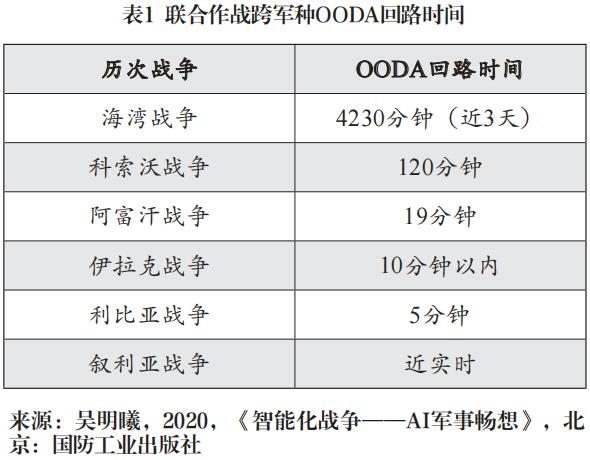 表1 联合作战跨军种OODA回路时间
历次战争 OODA回路时间
海湾战争 4230分钟（近3天）
科索沃战争 120分钟
阿富汗战争 19分钟
伊拉克战争 10分钟以内
利比亚战争 5分钟
叙利亚战争 近实时
来源：吴明曦，2020，《智能化战争——AI军事畅想》，北
京：国防工业出版社